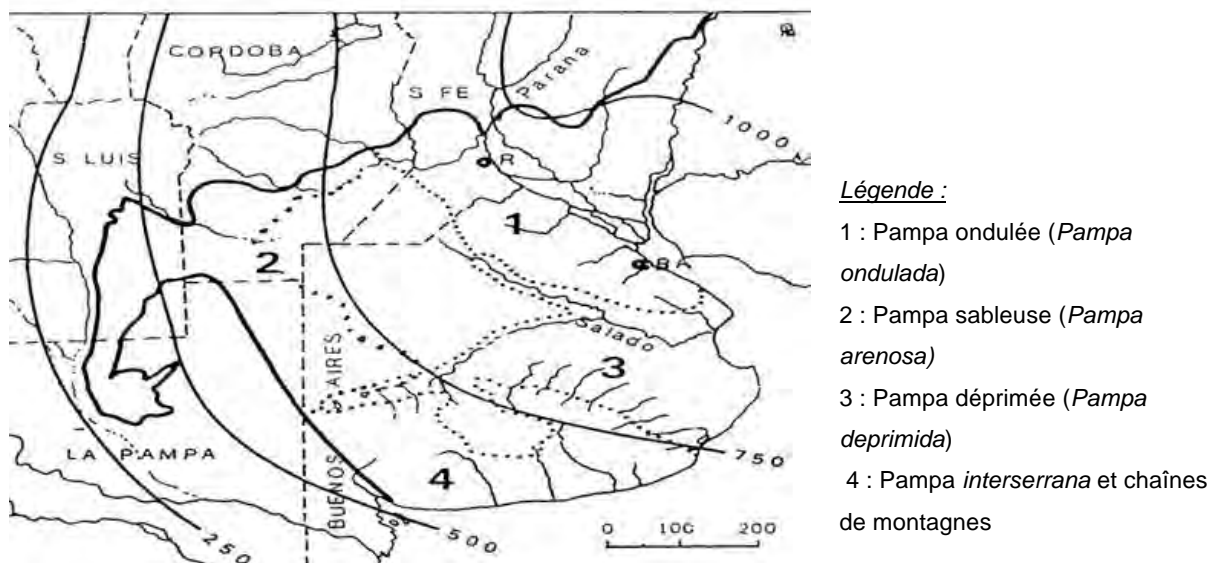 CORDOBA
S FE
Parana
1000
S LUIS
R
1
BA
2
Salado
3
BUENOS AIRES
750
LA PAMPA
4
500
250
0 100 200
Légende :
1 : Pampa ondulée (Pampa
ondulada)
2 : Pampa sableuse (Pampa
arenosa)
3 : Pampa déprimée (Pampa
deprimida)
4 : Pampa interserrana et chaînes
de montagnes